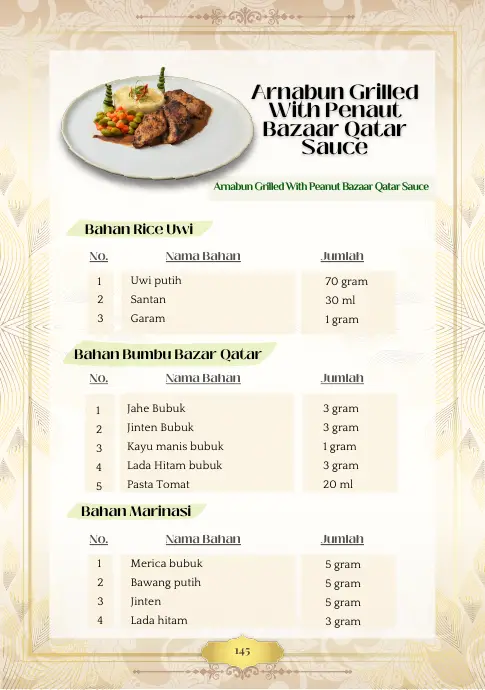 Arnabun Grilled
With Penaut
Bazaar Qatar
Sauce
Arnabun Grilled With Peanut Bazaar Qatar Sauce
Bahan Rice Uwi
No. Nama Bahan Jumlah
1 Uwi putih 70 gram
2 Santan 30 ml
3 Garam 1 gram
Bahan Bumbu Bazar Qatar
No. Nama Bahan Jumlah
1 Jahe Bubuk 3 gram
2 Jinten Bubuk 3 gram
3 Kayu manis bubuk 1 gram
4 Lada Hitam bubuk 3 gram
5 Pasta Tomat 20 ml
Bahan Marinasi
No. Nama Bahan Jumlah
1 Merica bubuk 5 gram
2 Bawang putih 5 gram
3 Jinten 5 gram
4 Lada hitam 3 gram
145